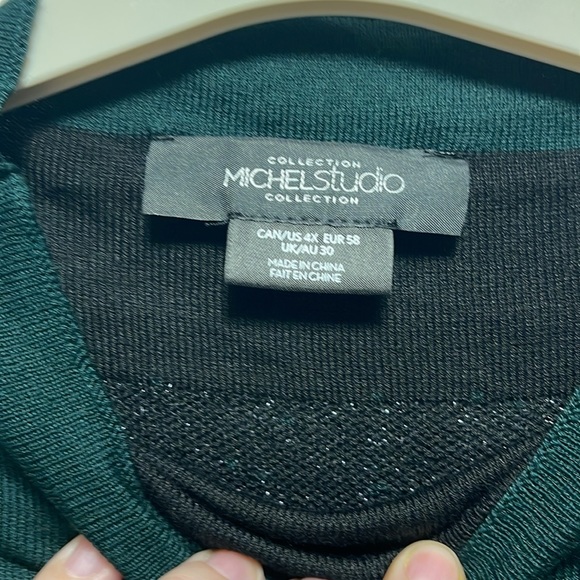 COLLECTION
MICHELstudio
COLLECTION
CAN/US 4X EUR 58
UK/AU 30
MADE IN CHINA
FAIT EN CHINE